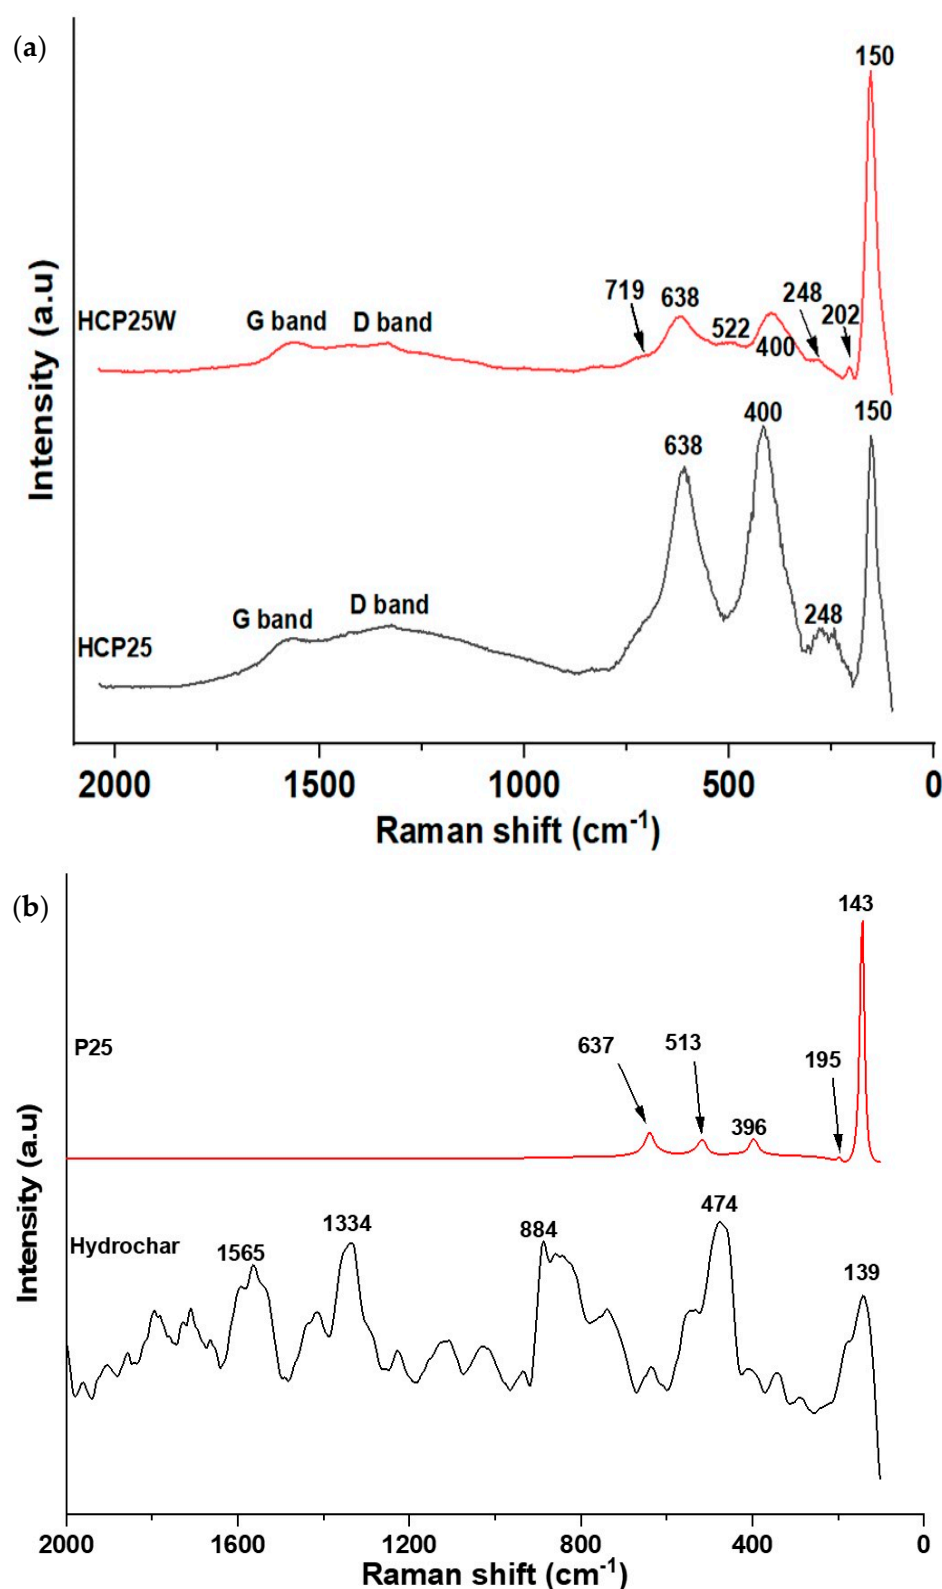 (a)
150
719
638
248
202
HCP25W
G band
D band
522
400
Intensity (a.u)
400
150
638
248
G band
D band
HCP25
2000
1500
1000
500
0
Raman shift (cm⁻¹)
(b)
143
P25
637
513
195
396
Intensity (a.u)
Hydrochar
1565
1334
884
474
139
2000
1600
1200
800
400
0
Raman shift (cm⁻¹)